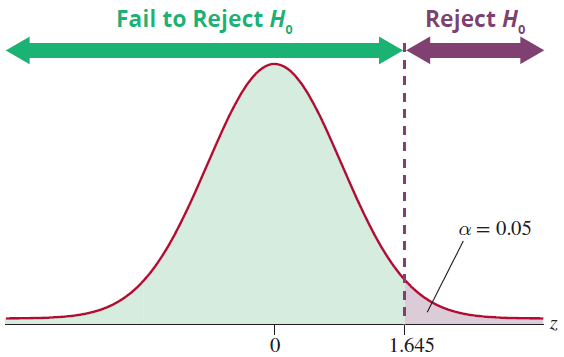 Fail to Reject H₀
Reject H₀
α = 0.05
z
0
1.645